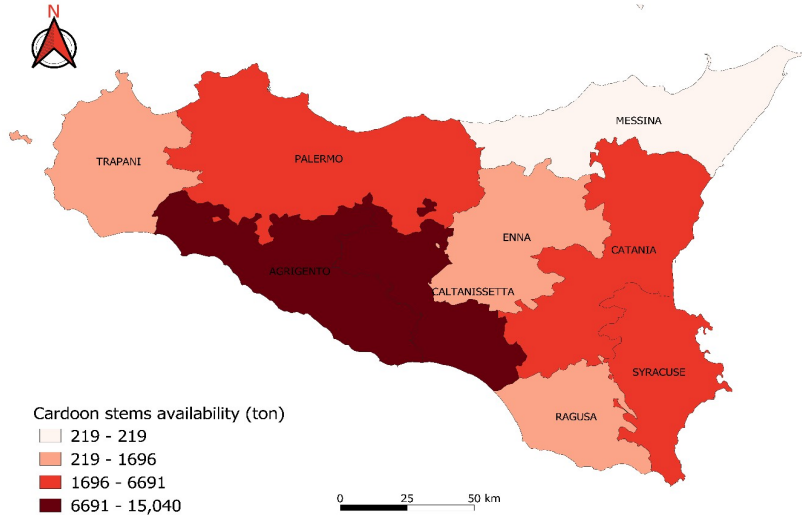 N
MESSINA
PALERMO
TRAPANI
ENNA
CATANIA
AGRIGENTO
CALTANISSETTA
SYRACUSE
RAGUSA
Cardoon stems availability (ton)
219 - 219
219 - 1696
1696 - 6691
6691 - 15,040
0 25 50 km